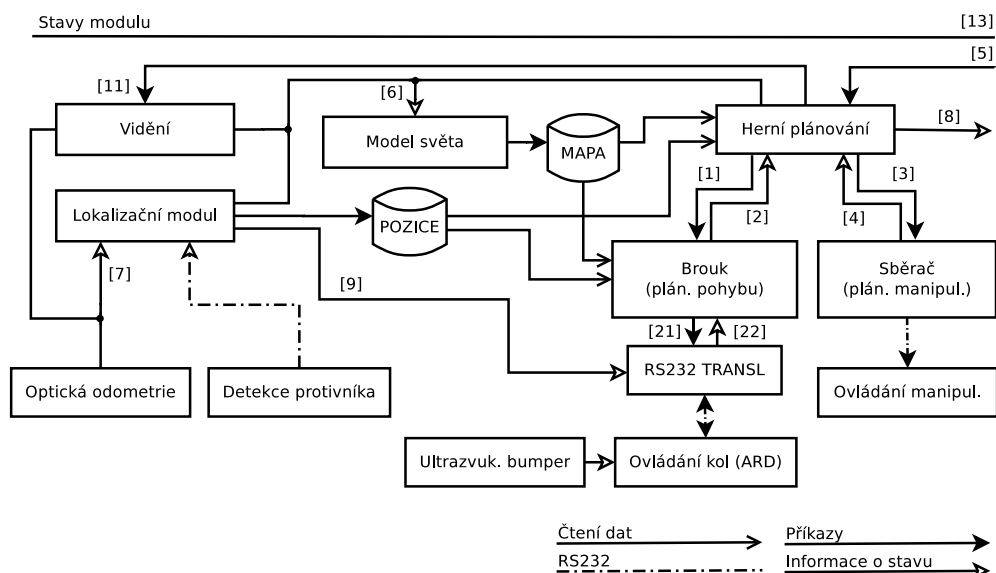 Stavy modulu [13]
[5]
[11]
[6]
Vidění
Model světa
MAPA
Herní plánování
[8]
[1]
[3]
Lokalizační modul
POZICE
[2]
[4]
[7]
[9]
Brouk
(plán. pohybu)
Sběrač
(plán. manipul.)
[21]
[22]
Optická odometrie
Detekce protivníka
RS232 TRANSL
Ovládání manipul.
Ultrazvuk. bumper
Ovládání kol (ARD)
Čtení dat
Příkazy
RS232
Informace o stavu